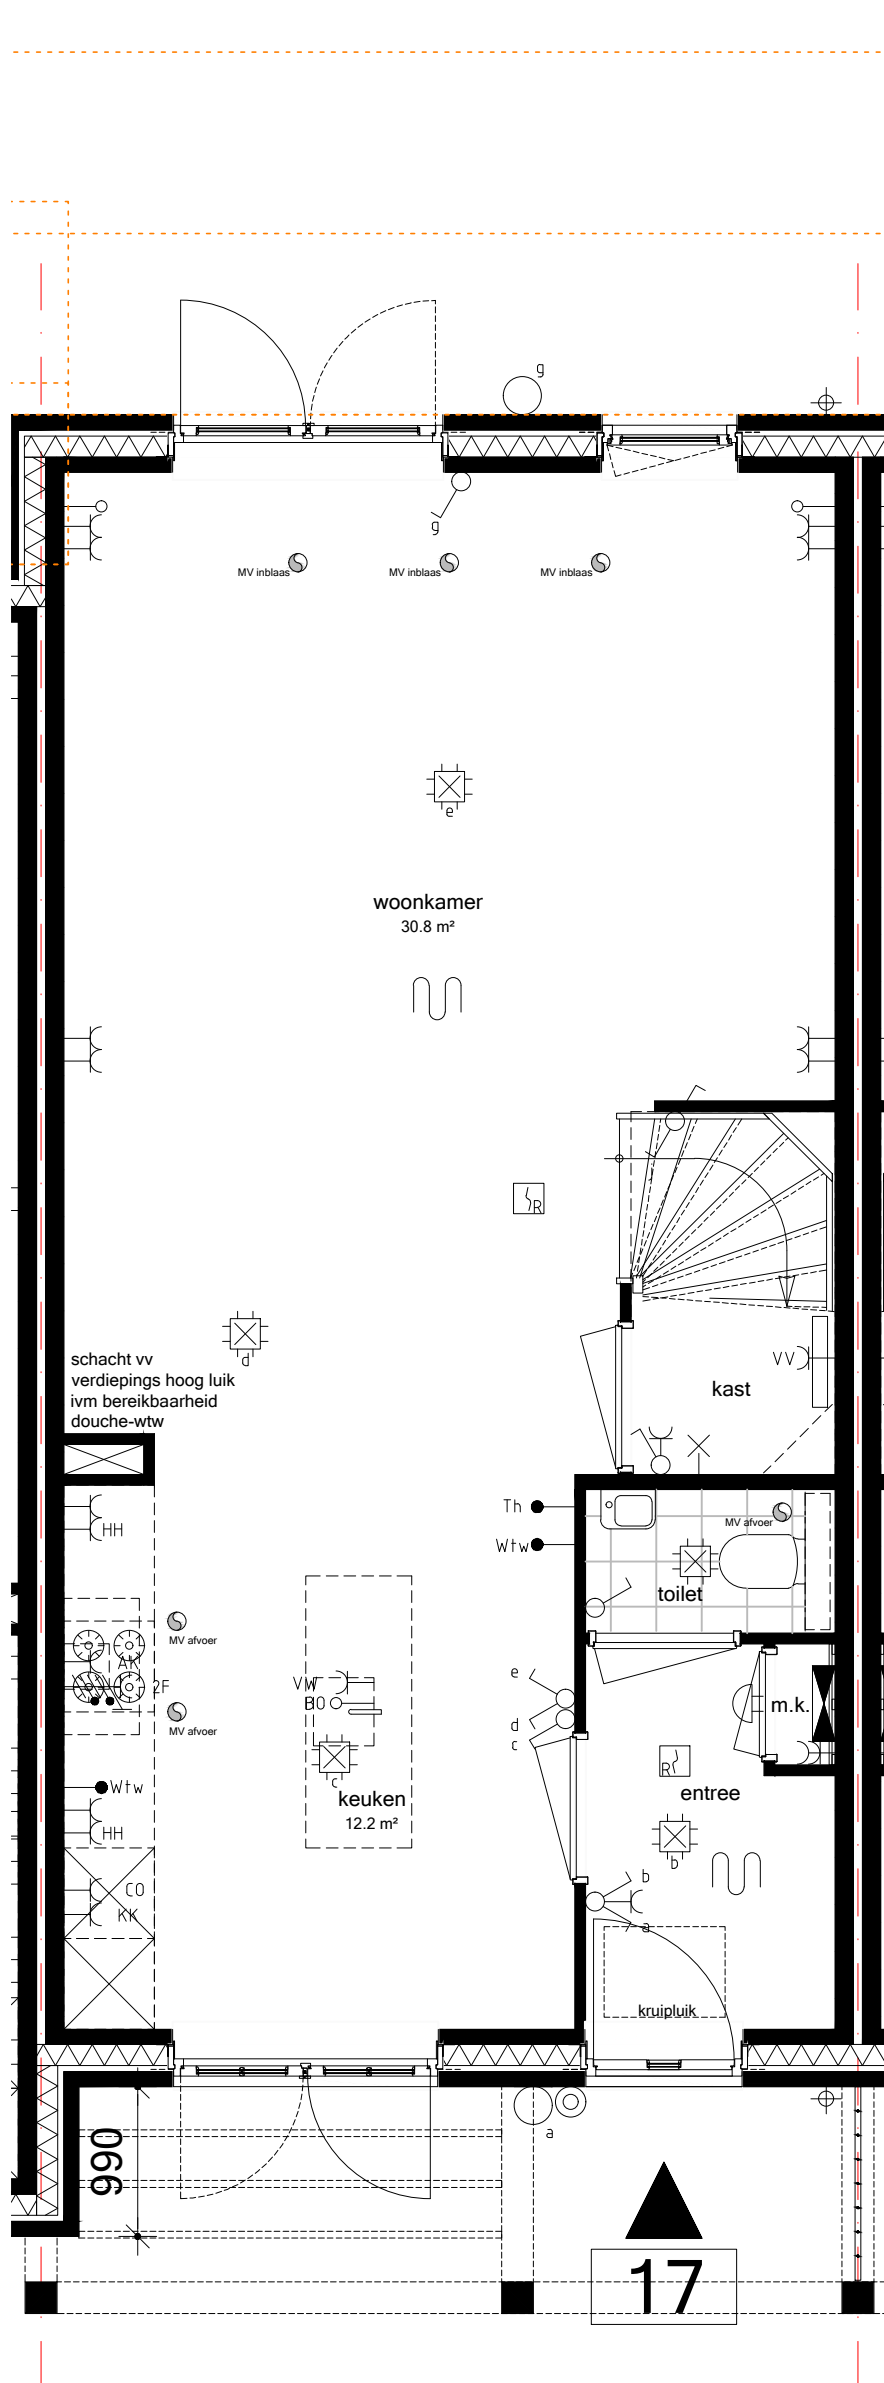 g
g
MV inblaas
MV inblaas
MV inblaas
e
woonkamer
30.8 m²
R
d
schacht vv
verdiepings hoog luik
ivm bereikbaarheid
douche-wtw
VV
kast
HH
Th
Wtw
MV afvoer
toilet
MV afvoer
AK
2F
MV afvoer
VW
BO
c
e
d
c
m.k.
R
Wtw
HH
keuken
12.2 m²
entree
b
b
a
CO
KK
kruipluik
a
990
17